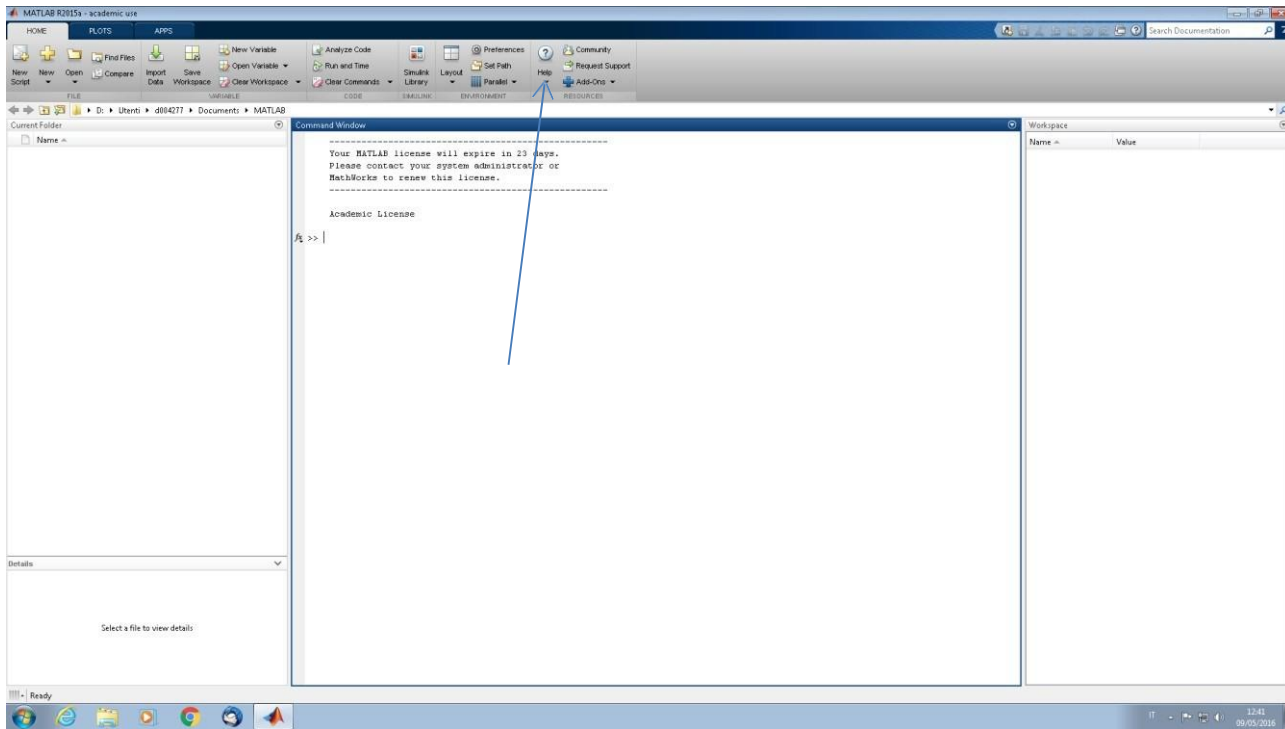 MATLAB R2015a - academic use
HOME PLOTS APPS
Search Documentation
New Script
New
Open
Find Files
Compare
Import Data
Save Workspace
New Variable
Open Variable
Clear Workspace
Analyze Code
Run and Time
Clear Commands
Simulink Library
Layout
Preferences
Set Path
Parallel
Help
Community
Request Support
Add-Ons
FILE VARIABLE CODE SIMULINK ENVIRONMENT RESOURCES
D: Utenti d004277 Documents MATLAB
Current Folder
Name
Command Window
Your MATLAB license will expire in 23 days.
Please contact your system administrator or
MathWorks to renew this license.
Academic License
fx >>
Workspace
Name Value
Details
Select a file to view details
Ready
IT
12:41
09/05/2016